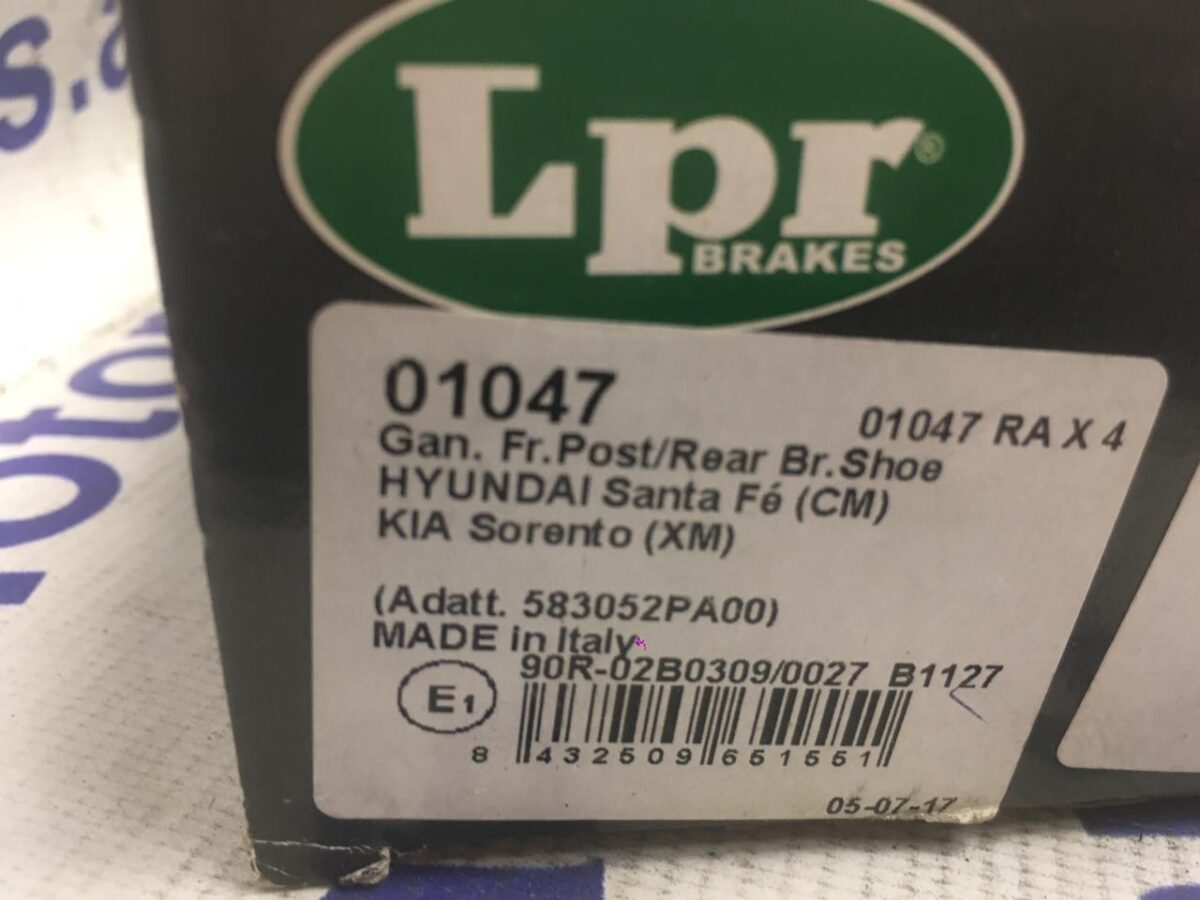 Lpr®
BRAKES
01047
01047 RA X 4
Gan. Fr.Post/Rear Br.Shoe
HYUNDAI Santa Fé (CM)
KIA Sorento (XM)
(Adatt. 583052PA00)
MADE in Italy
90R-02B0309/0027 B1127
E1
8 432509 651551
05-07-17